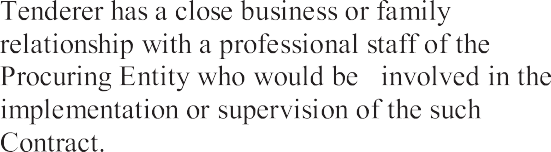 Tenderer has a close business or family
relationship with a professional staff of the
Procuring Entity who would be involved in the
implementation or supervision of the such
Contract.